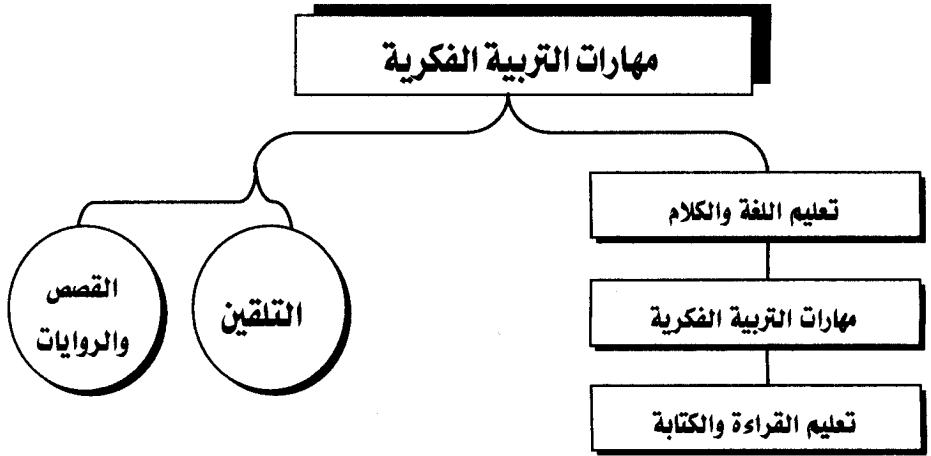 مهارات التربية الفكرية
تعليم اللغة والكلام
مهارات التربية الفكرية
تعليم القراءة والكتابة
التلقين
القصص
والروايات